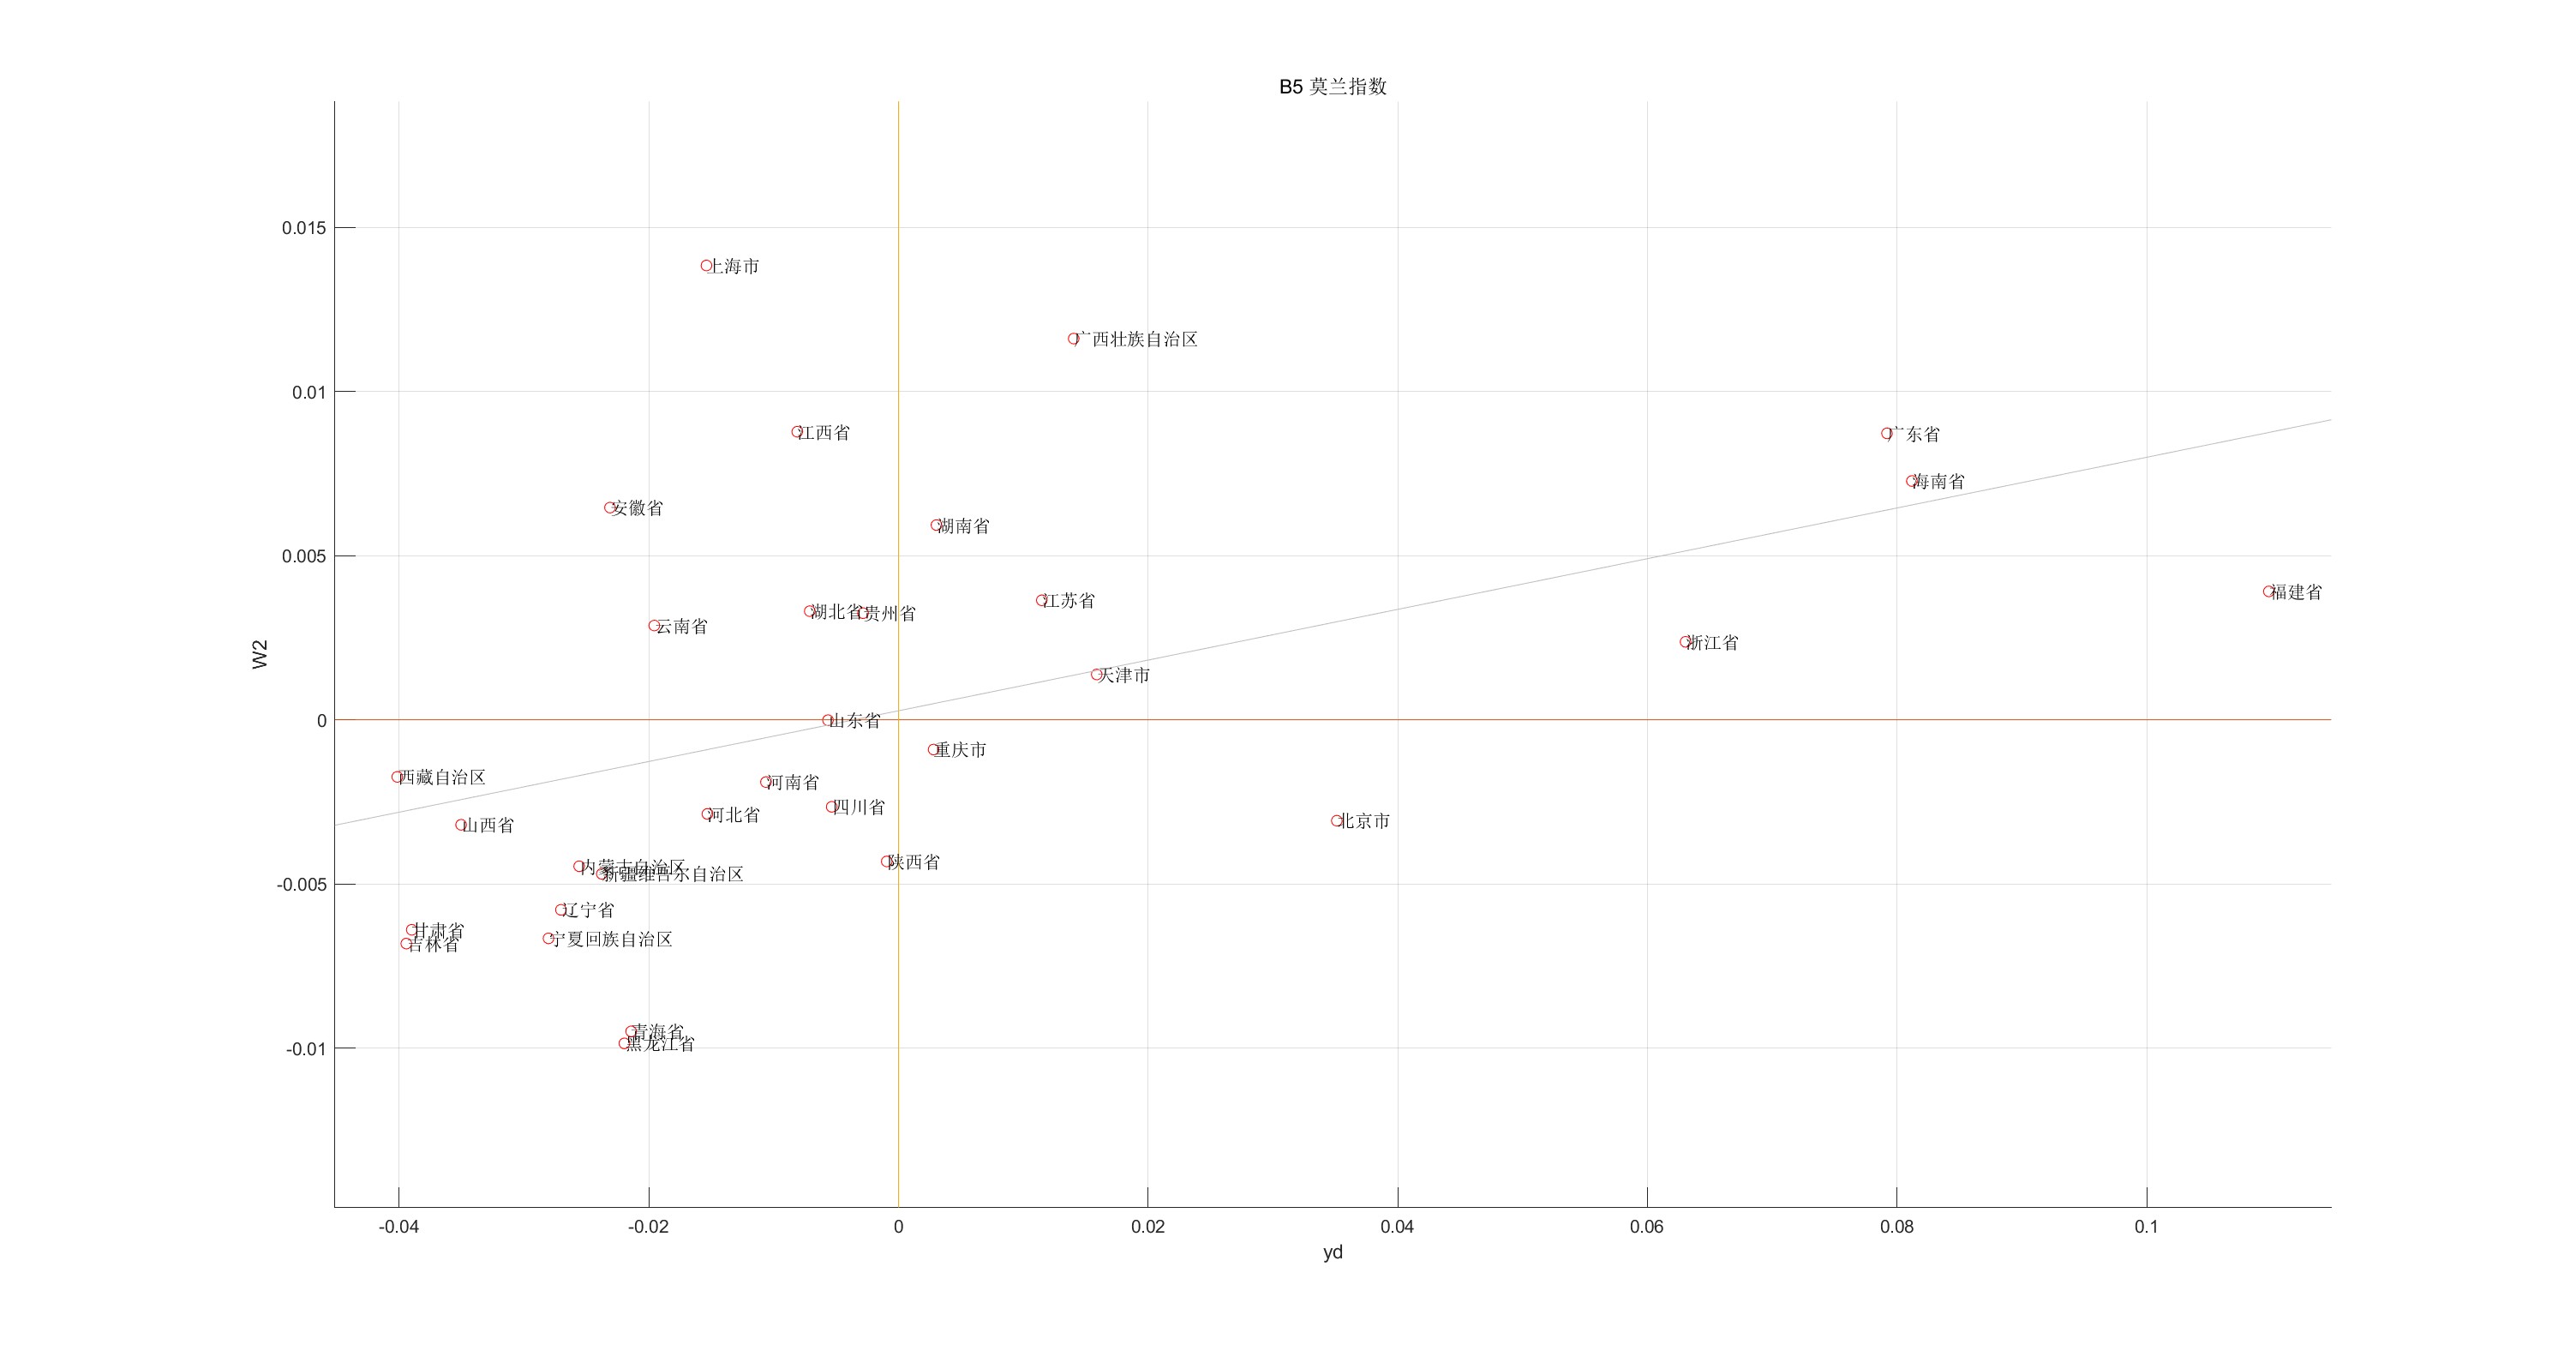 B5 莫兰指数
0.015
上海市
广西壮族自治区
0.01
江西省
广东省
海南省
安徽省
湖南省
0.005
福建省
江苏省
湖北省
贵州省
云南省
浙江省
W2
天津市
0
山东省
重庆市
西藏自治区
河南省
四川省
河北省
北京市
山西省
陕西省
内蒙古自治区
新疆维吾尔自治区
-0.005
辽宁省
甘肃省
宁夏回族自治区
吉林省
青海省
黑龙江省
-0.01
-0.04 -0.02 0 0.02 0.04 0.06 0.08 0.1
yd